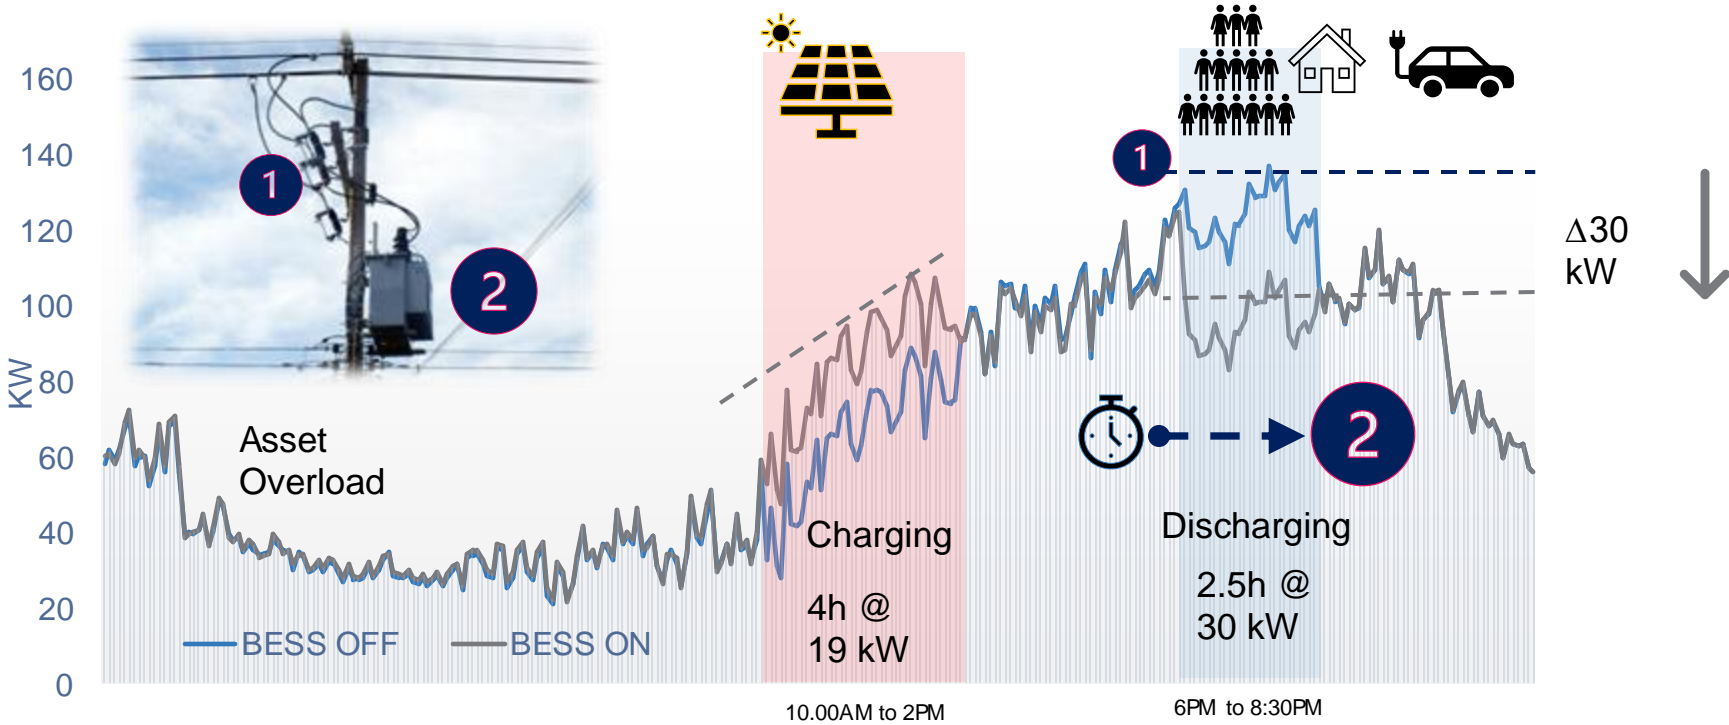 160
140
120
100
80
60
40
20
0
KW
1
2
Asset
Overload
BESS OFF
BESS ON
Charging
4h @
19 kW
10.00AM to 2PM
1
Δ30
kW
2
Discharging
2.5h @
30 kW
6PM to 8:30PM